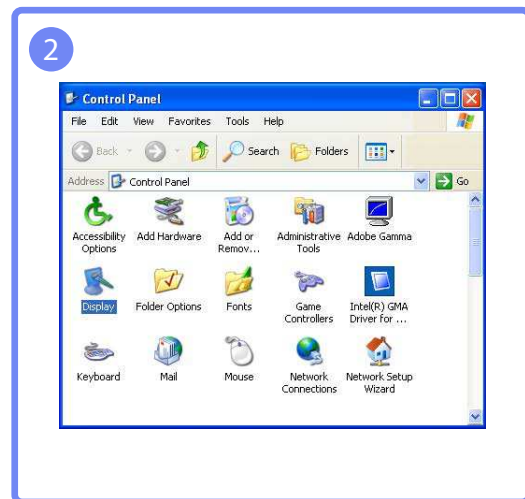 2
Control Panel
File Edit View Favorites Tools Help
Back Search Folders
Address Control Panel Go
Accessibility Options
Add Hardware
Add or Remov...
Administrative Tools
Adobe Gamma
Display
Folder Options
Fonts
Game Controllers
Intel(R) GMA Driver for ...
Keyboard
Mail
Mouse
Network Connections
Network Setup Wizard